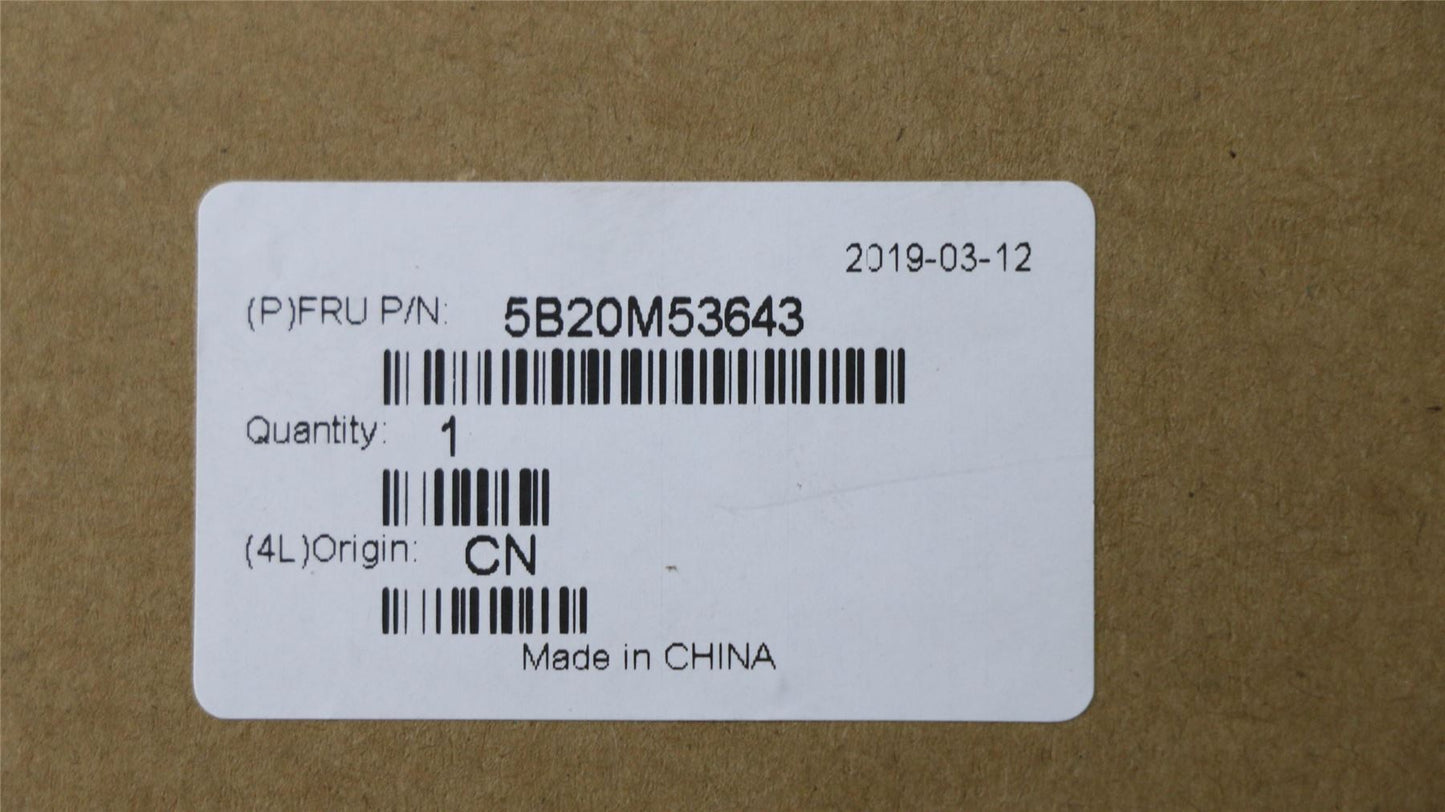 2019-03-12
(P)FRU P/N: 5B20M53643
Quantity: 1
(4L)Origin: CN
Made in CHINA